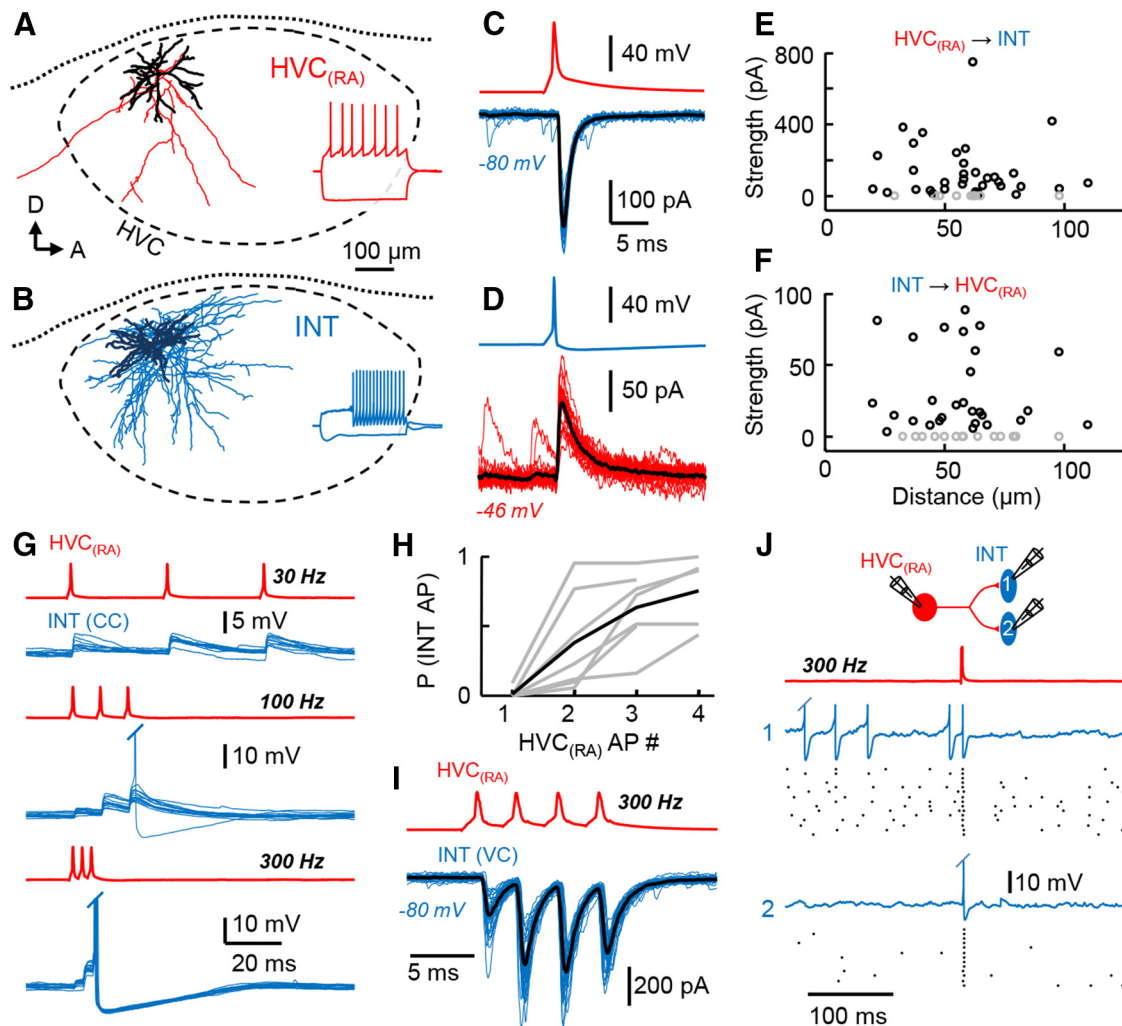 A
HVC(RA)
D
A
HVC
100 µm
B
INT
C
40 mV
-80 mV
100 pA
5 ms
D
40 mV
50 pA
-46 mV
E
HVC(RA) → INT
Strength (pA)
800
400
0
0
50
100
F
INT → HVC(RA)
Strength (pA)
100
50
0
0
50
100
Distance (µm)
G
HVC(RA)
30 Hz
INT (CC)
5 mV
100 Hz
10 mV
300 Hz
10 mV
20 ms
H
P (INT AP)
1
0
1
2
3
4
HVC(RA) AP #
I
HVC(RA)
300 Hz
INT (VC)
-80 mV
5 ms
200 pA
J
HVC(RA)
INT
1
2
300 Hz
1
10 mV
2
100 ms